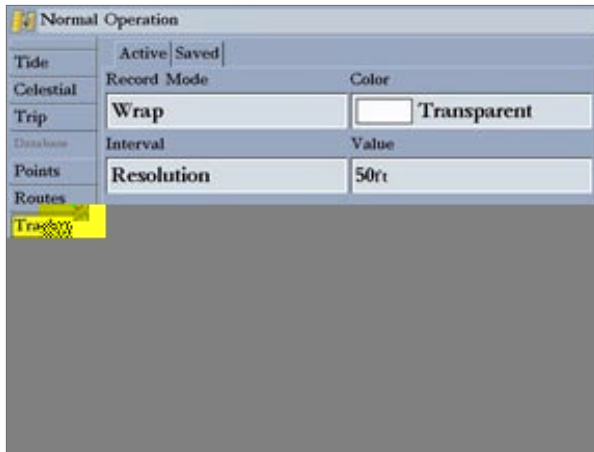 Normal Operation
Active Saved
Tide
Record Mode Color
Celestial
Wrap Transparent
Trip
Database
Interval Value
Points
Resolution 50ft
Routes